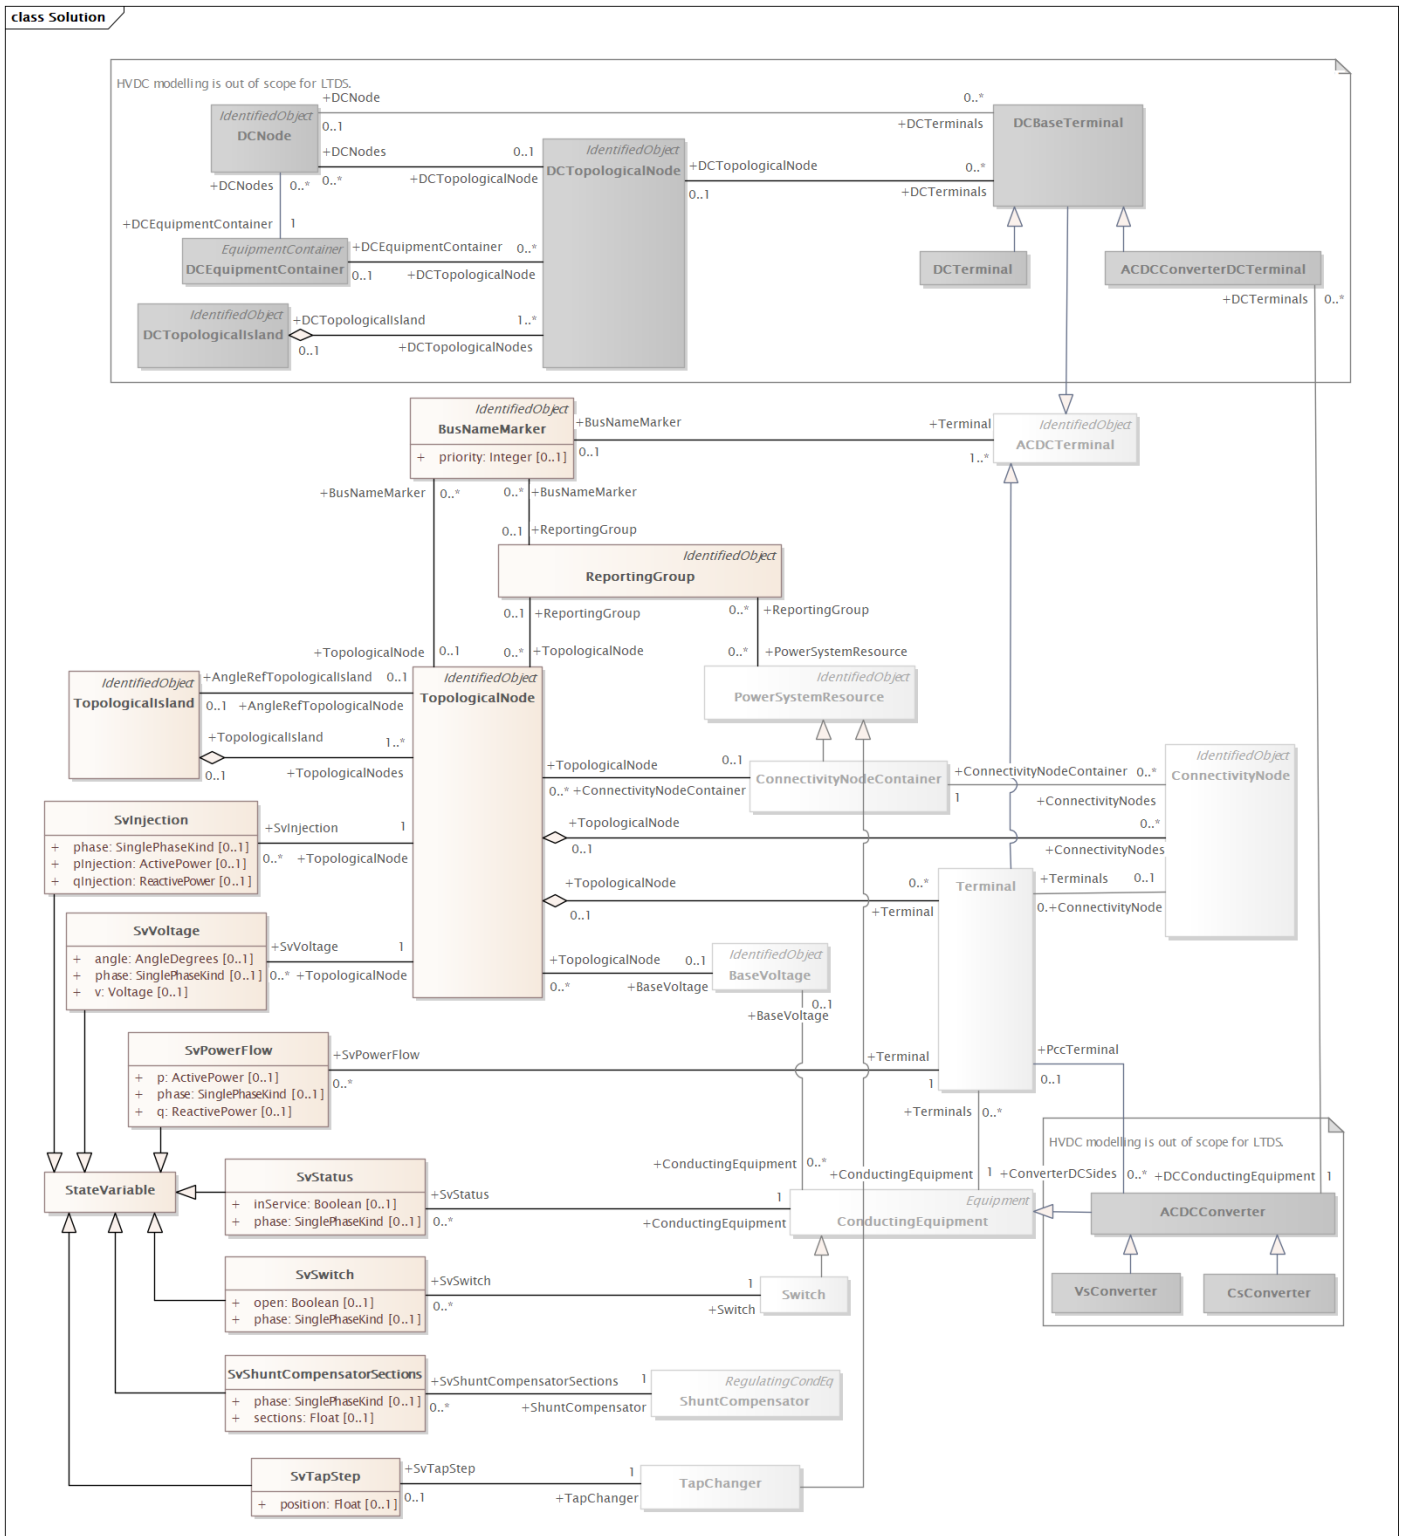 class Solution
HVDC modelling is out of scope for LTDS.
IdentifiedObject
DCNode
+DCNode
0..1
0..*
+DCTerminals
DCBaseTerminal
+DCNodes
0..*
0..1
+DCTopologicalNode
IdentifiedObject
DCTopologicalNode
+DCTopologicalNode
0..1
0..*
+DCTerminals
+DCNodes
0..*
+DCEquipmentContainer
1
EquipmentContainer
DCEquipmentContainer
+DCEquipmentContainer
0..1
0..*
+DCTopologicalNode
DCTerminal
ACDCConverterDCTerminal
+DCTerminals
0..*
IdentifiedObject
DCTopologicalIsland
+DCTopologicalIsland
0..1
1..*
+DCTopologicalNodes
IdentifiedObject
BusNameMarker
+ priority: Integer [0..1]
+BusNameMarker
0..1
+Terminal
1..*
IdentifiedObject
ACDCTerminal
+BusNameMarker
0..*
0..*
+BusNameMarker
0..1
+ReportingGroup
IdentifiedObject
ReportingGroup
0..1
+ReportingGroup
0..*
+ReportingGroup
+TopologicalNode
0..1
0..*
+TopologicalNode
0..*
+PowerSystemResource
IdentifiedObject
TopologicalIsland
+AngleRefTopologicalIsland
0..1
0..1
+AngleRefTopologicalNode
IdentifiedObject
TopologicalNode
IdentifiedObject
PowerSystemResource
+TopologicalIsland
0..1
1..*
+TopologicalNodes
+TopologicalNode
0..*
0..1
+ConnectivityNodeContainer
ConnectivityNodeContainer
+ConnectivityNodeContainer
1
0..*
+ConnectivityNodes
IdentifiedObject
ConnectivityNode
SvInjection
+ phase: SinglePhaseKind [0..1]
+ pInjection: ActivePower [0..1]
+ qInjection: ReactivePower [0..1]
+SvInjection
0..*
1
+TopologicalNode
+TopologicalNode
0..1
0..*
+ConnectivityNodes
+TopologicalNode
0..1
0..*
+Terminal
Terminal
+Terminals
0..1
0.
+ConnectivityNode
SvVoltage
+ angle: AngleDegrees [0..1]
+ phase: SinglePhaseKind [0..1]
+ v: Voltage [0..1]
+SvVoltage
0..*
1
+TopologicalNode
+TopologicalNode
0..*
0..1
+BaseVoltage
IdentifiedObject
BaseVoltage
0..1
+BaseVoltage
SvPowerFlow
+ p: ActivePower [0..1]
+ phase: SinglePhaseKind [0..1]
+ q: ReactivePower [0..1]
+SvPowerFlow
0..*
+Terminal
1
+PccTerminal
0..1
+Terminals
0..*
HVDC modelling is out of scope for LTDS.
+ConductingEquipment
0..*
+ConductingEquipment
1
+ConverterDCSides
0..*
+DCConductingEquipment
1
StateVariable
SvStatus
+ inService: Boolean [0..1]
+ phase: SinglePhaseKind [0..1]
+SvStatus
0..*
1
+ConductingEquipment
Equipment
ConductingEquipment
ACDCConverter
SvSwitch
+ open: Boolean [0..1]
+ phase: SinglePhaseKind [0..1]
+SvSwitch
0..*
1
+Switch
Switch
VsConverter
CsConverter
SvShuntCompensatorSections
+ phase: SinglePhaseKind [0..1]
+ sections: Float [0..1]
+SvShuntCompensatorSections
0..*
1
+ShuntCompensator
RegulatingCondEq
ShuntCompensator
SvTapStep
+ position: Float [0..1]
+SvTapStep
0..1
1
+TapChanger
TapChanger